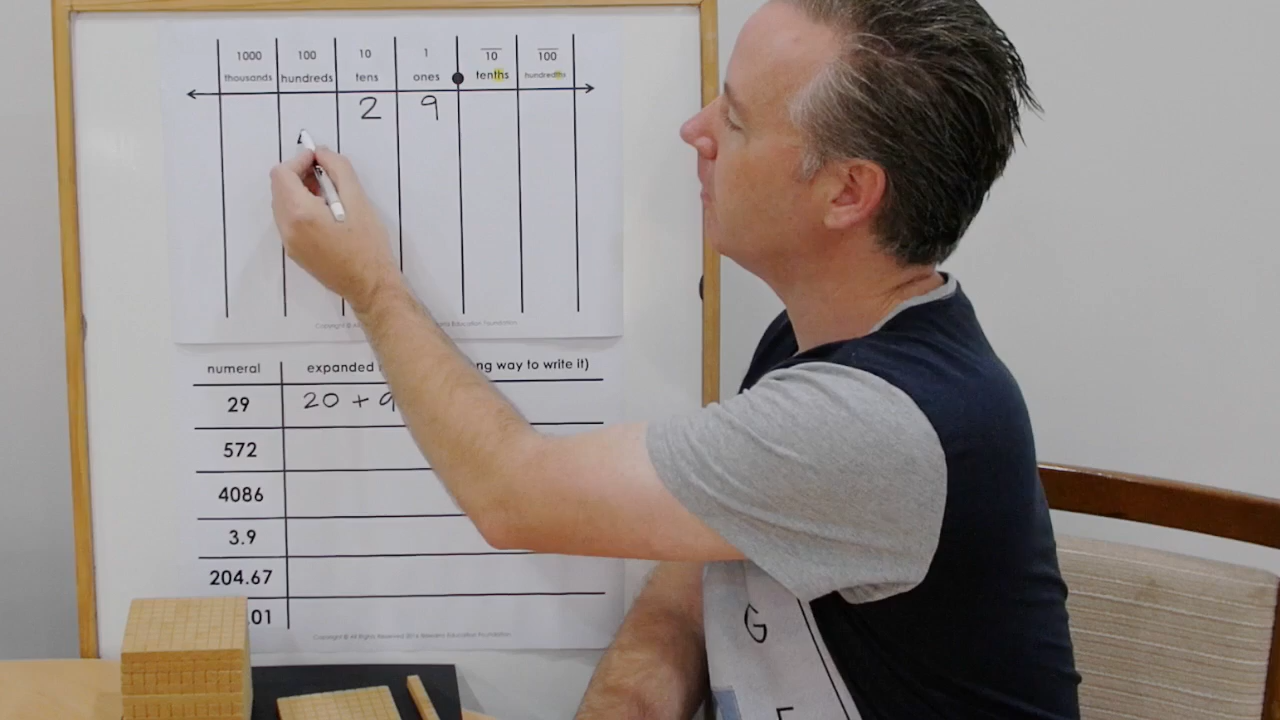 1000 100 10 1 10 100
thousands hundreds tens ones tenths hundredths
2 9
numeral expanded ng way to write it)
29 20 + 9
572
4086
3.9
204.67
.01
G